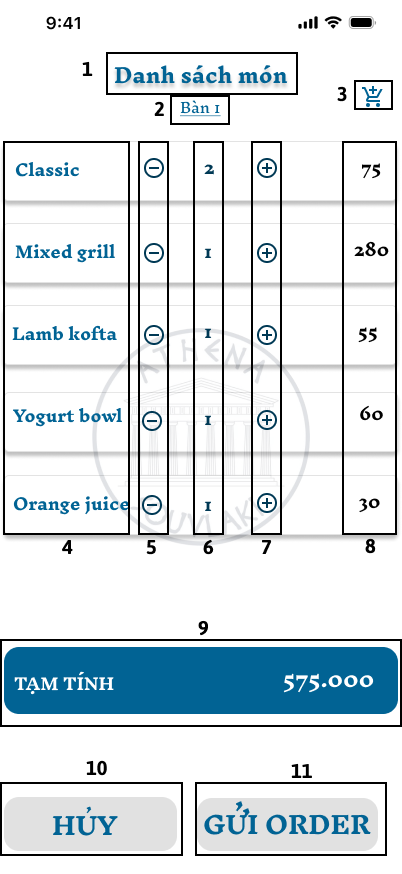 9:41
1 Danh sách món
2 Bàn 1
3
Classic 2 75
Mixed grill 1 280
Lamb kofta 1 55
ATHENA
Yogurt bowl 1 60
Orange juice 1 30
SOUVLAKI
4 5 6 7 8
9
TẠM TÍNH 575.000
10 11
HỦY GỬI ORDER